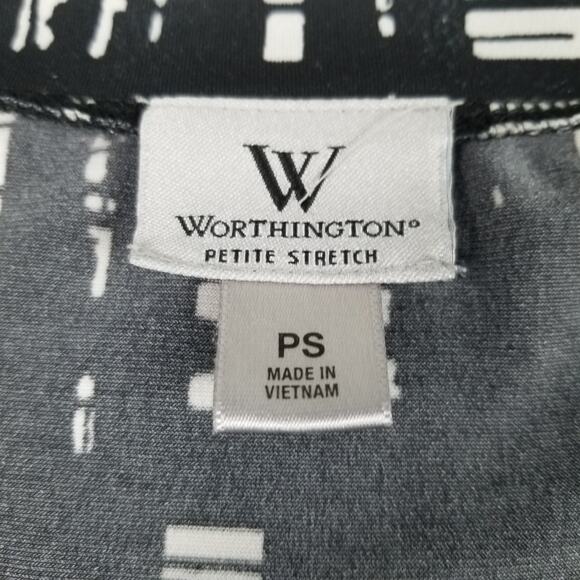 W
WORTHINGTON®
PETITE STRETCH
PS
MADE IN
VIETNAM